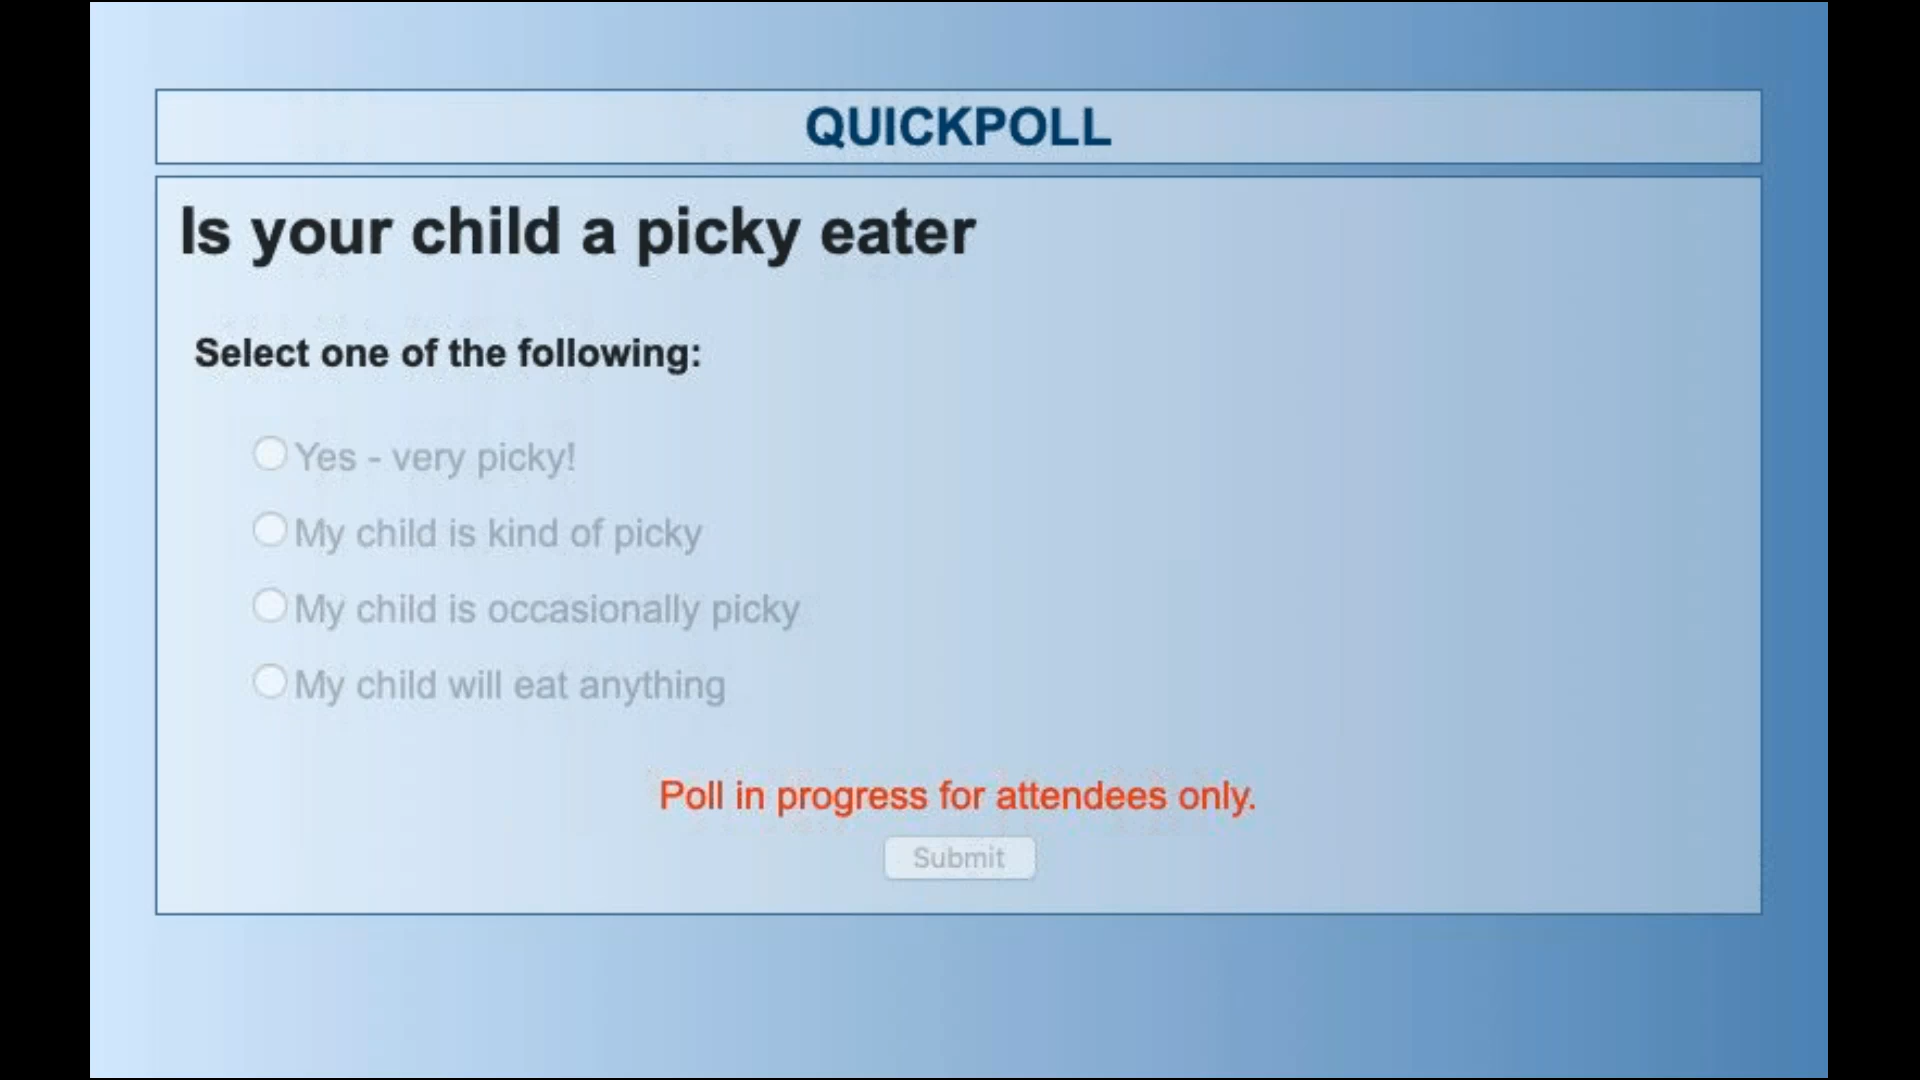 QUICKPOLL
Is your child a picky eater
Select one of the following:
Yes - very picky!
My child is kind of picky
My child is occasionally picky
My child will eat anything
Poll in progress for attendees only.
Submit